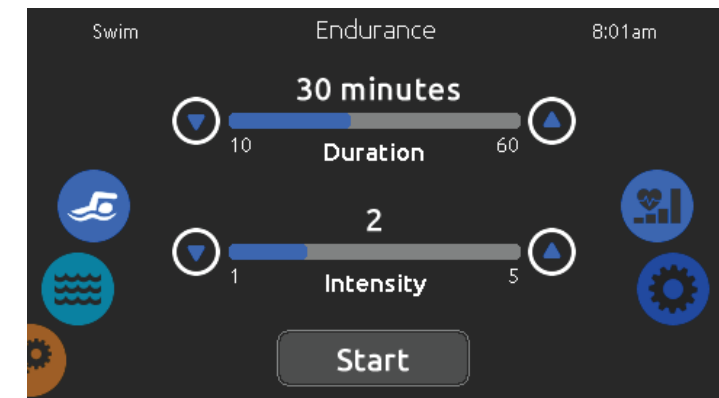 Swim Endurance 8:01am
30 minutes
10 Duration 60
2
1 Intensity 5
Start